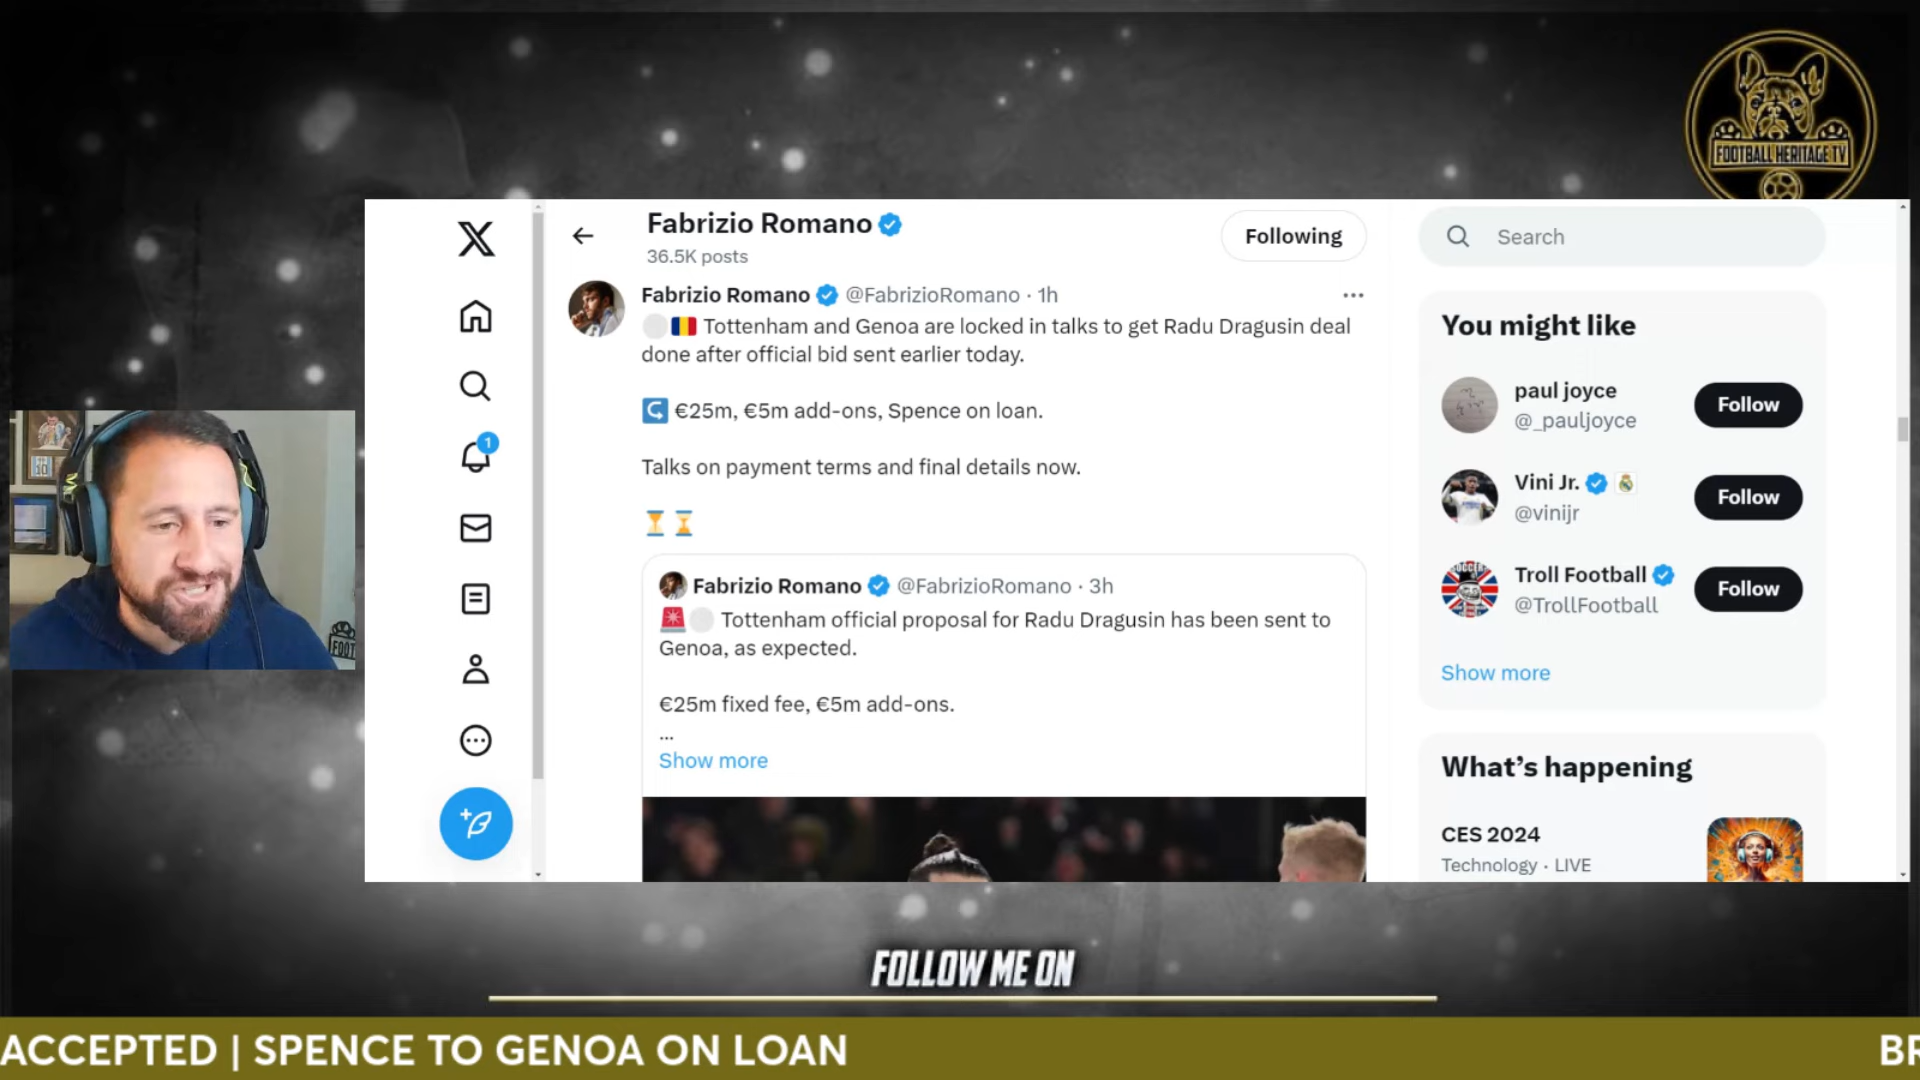 FOOTBALL HERITAGE TV
Fabrizio Romano
36.5K posts
Following
Search
Fabrizio Romano @FabrizioRomano · 1h
Tottenham and Genoa are locked in talks to get Radu Dragusin deal
done after official bid sent earlier today.
€25m, €5m add-ons, Spence on loan.
Talks on payment terms and final details now.
Fabrizio Romano @FabrizioRomano · 3h
Tottenham official proposal for Radu Dragusin has been sent to
Genoa, as expected.
€25m fixed fee, €5m add-ons.
...
Show more
1
You might like
paul joyce
@_pauljoyce
Follow
Vini Jr.
@vinijr
Follow
Troll Football
@TrollFootball
Follow
Show more
What's happening
CES 2024
Technology · LIVE
FOLLOW ME ON
ACCEPTED | SPENCE TO GENOA ON LOAN
BR